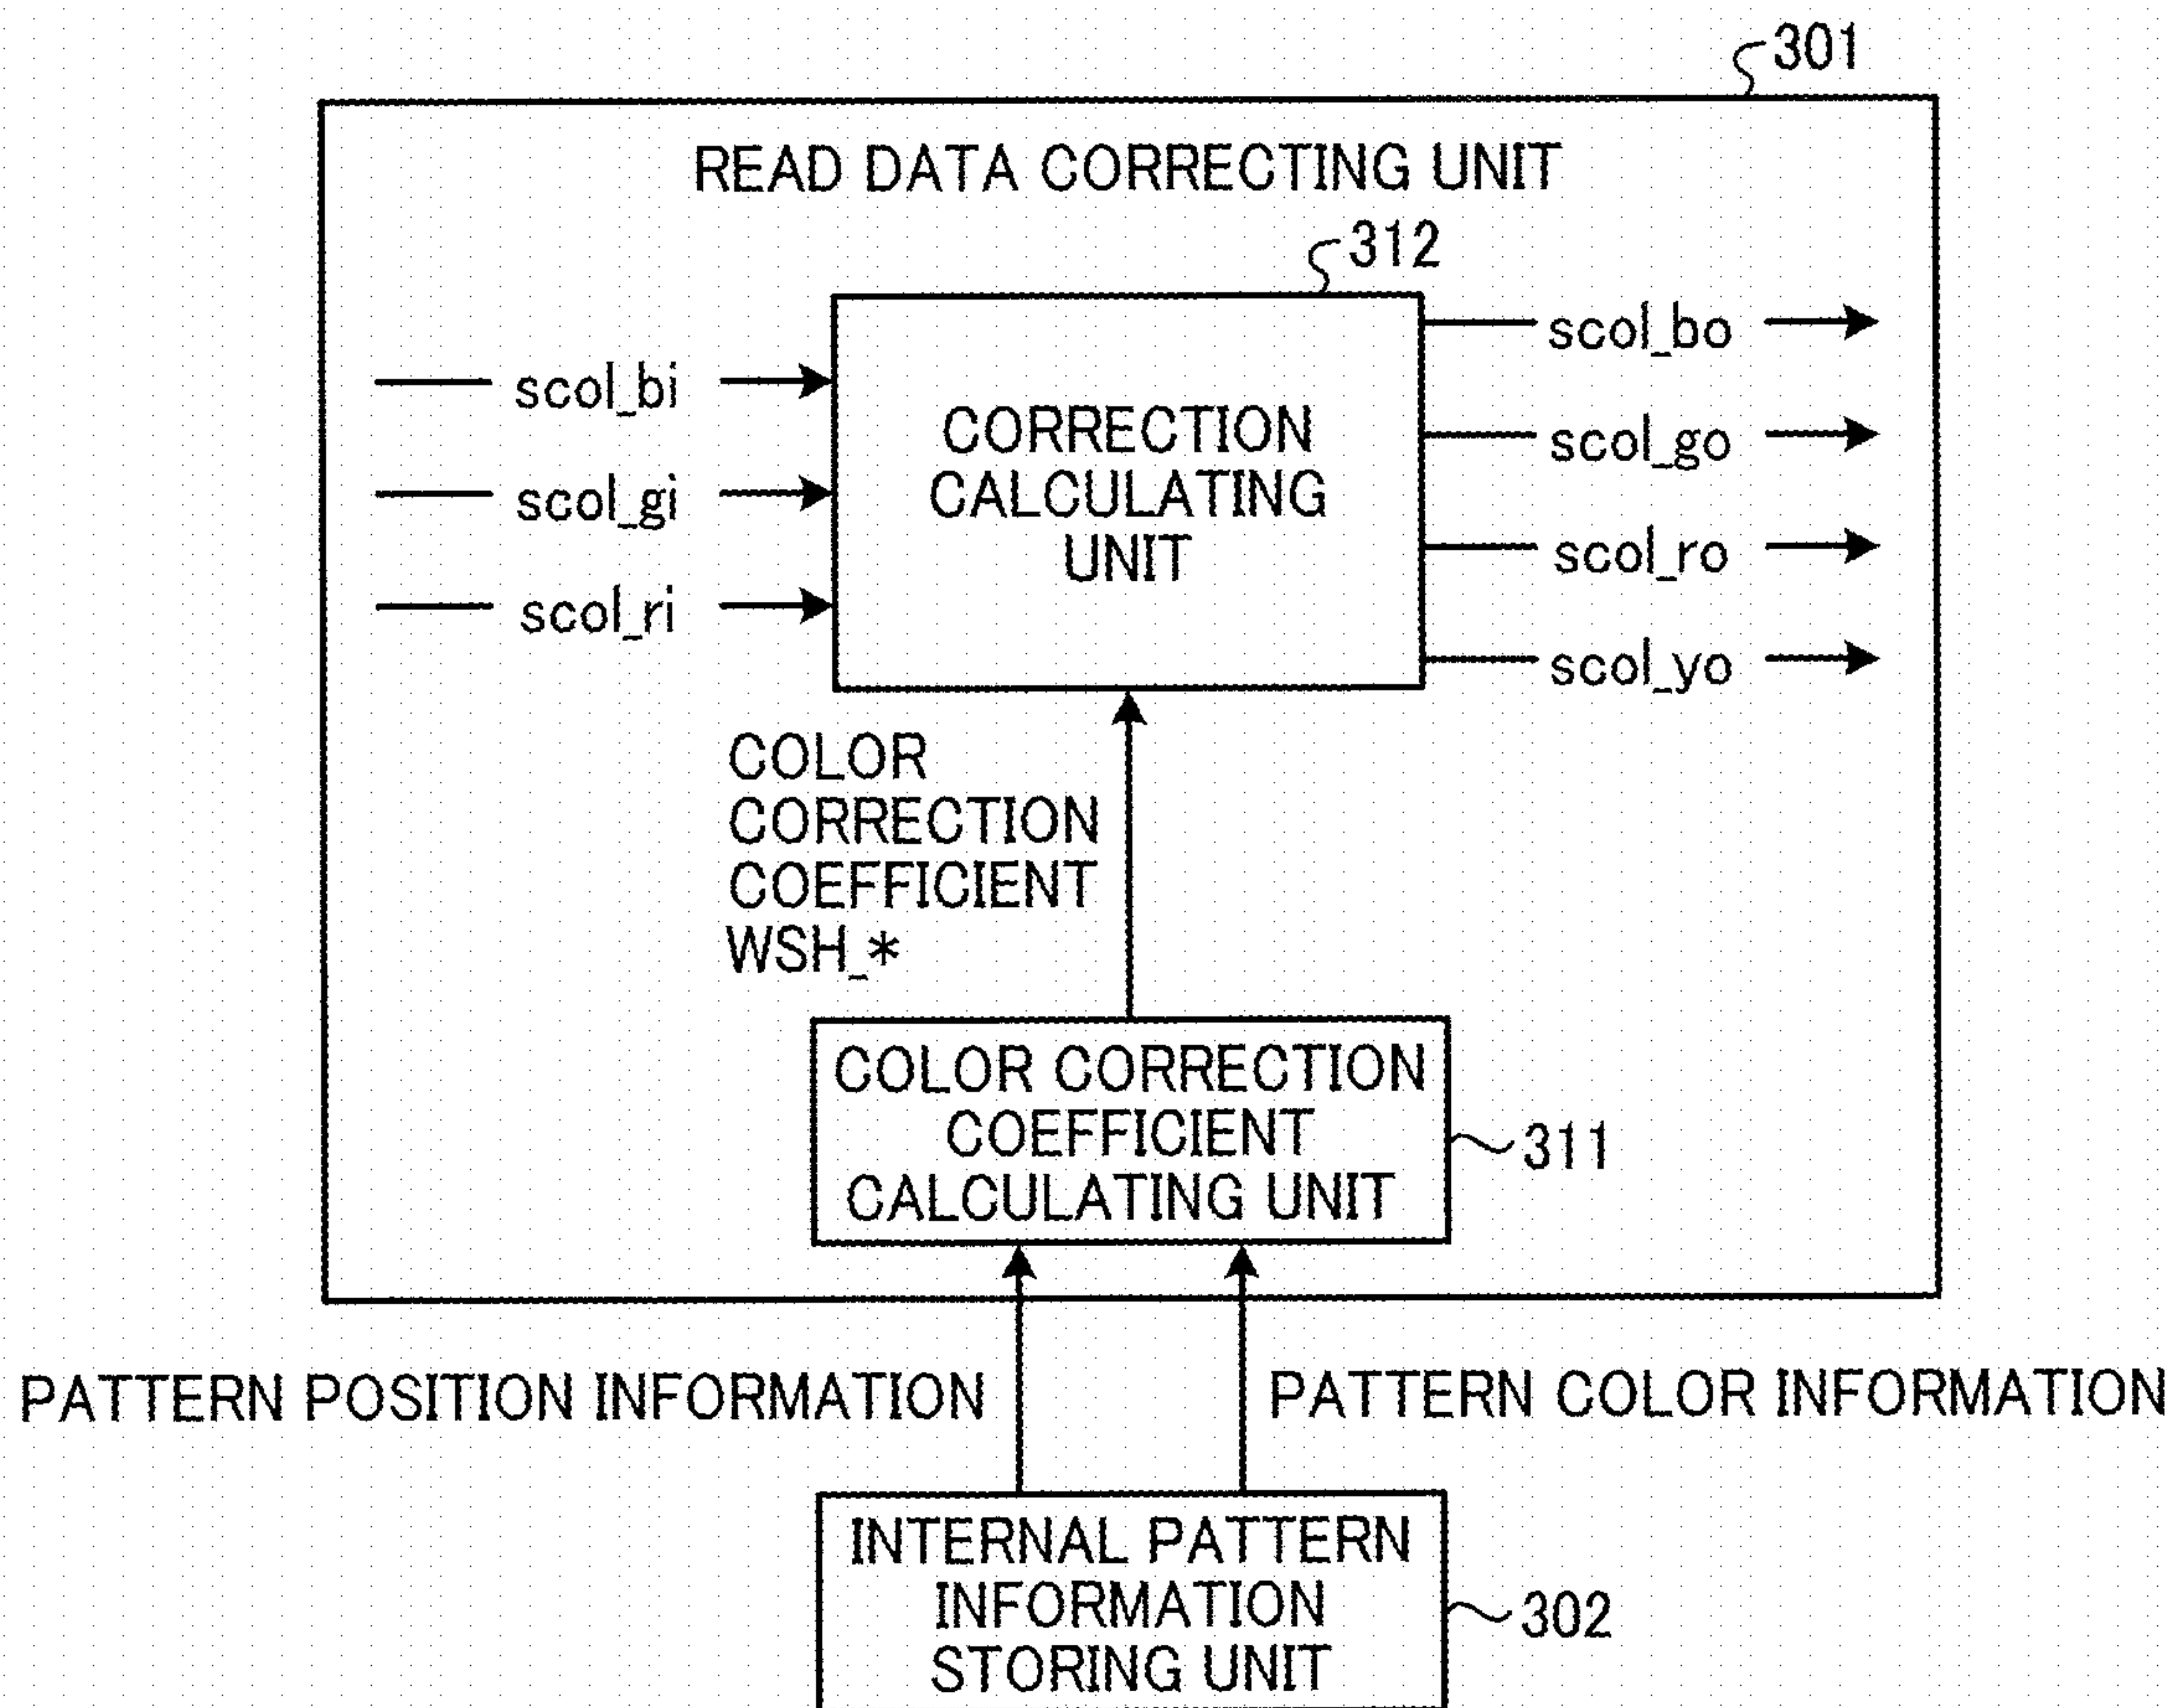 301
READ DATA CORRECTING UNIT
312
scol_bi
scol_gi
scol_ri
CORRECTION
CALCULATING
UNIT
scol_bo
scol_go
scol_ro
scol_yo
COLOR
CORRECTION
COEFFICIENT
WSH_*
COLOR CORRECTION
COEFFICIENT
CALCULATING UNIT
311
PATTERN POSITION INFORMATION
PATTERN COLOR INFORMATION
INTERNAL PATTERN
INFORMATION
STORING UNIT
302